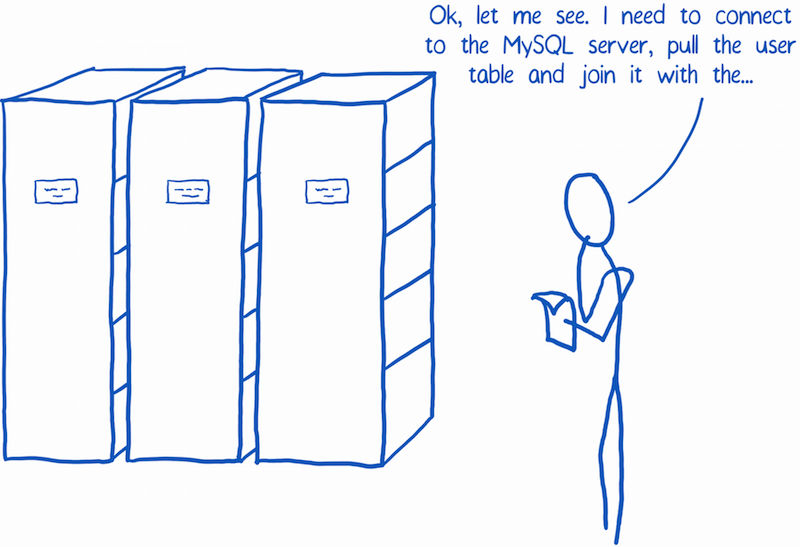 Ok, let me see. I need to connect
to the MySQL server, pull the user
table and join it with the...